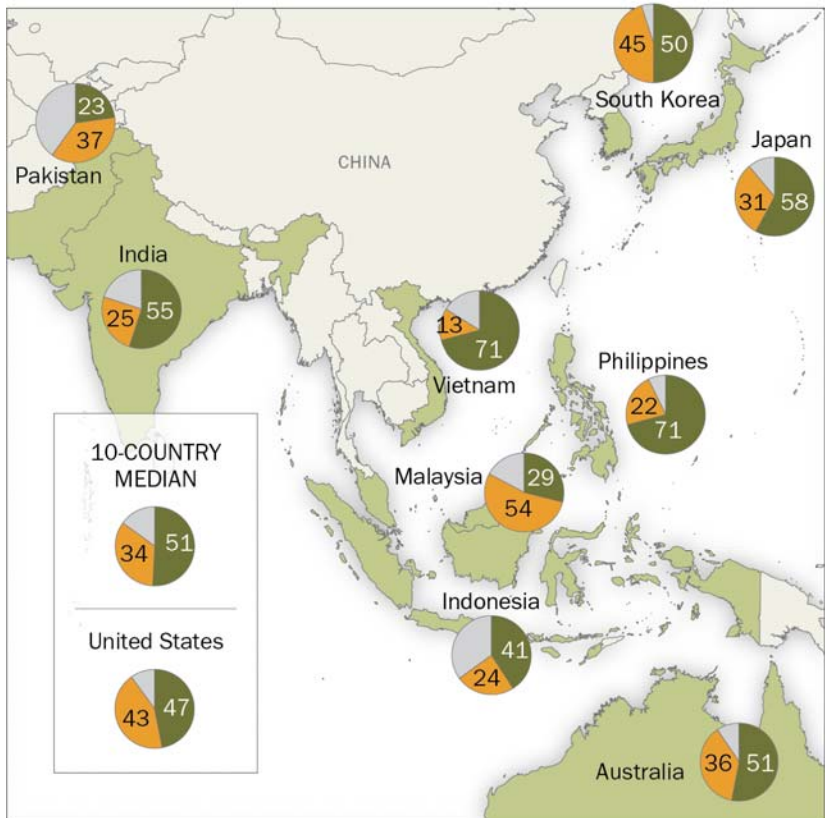 45 50
South Korea
23
37
Pakistan
CHINA
Japan
31 58
India
25 55
13
71
Vietnam
Philippines
22
71
10-COUNTRY
MEDIAN
34 51
Malaysia
29
54
United States
43 47
Indonesia
41
24
Australia
36 51